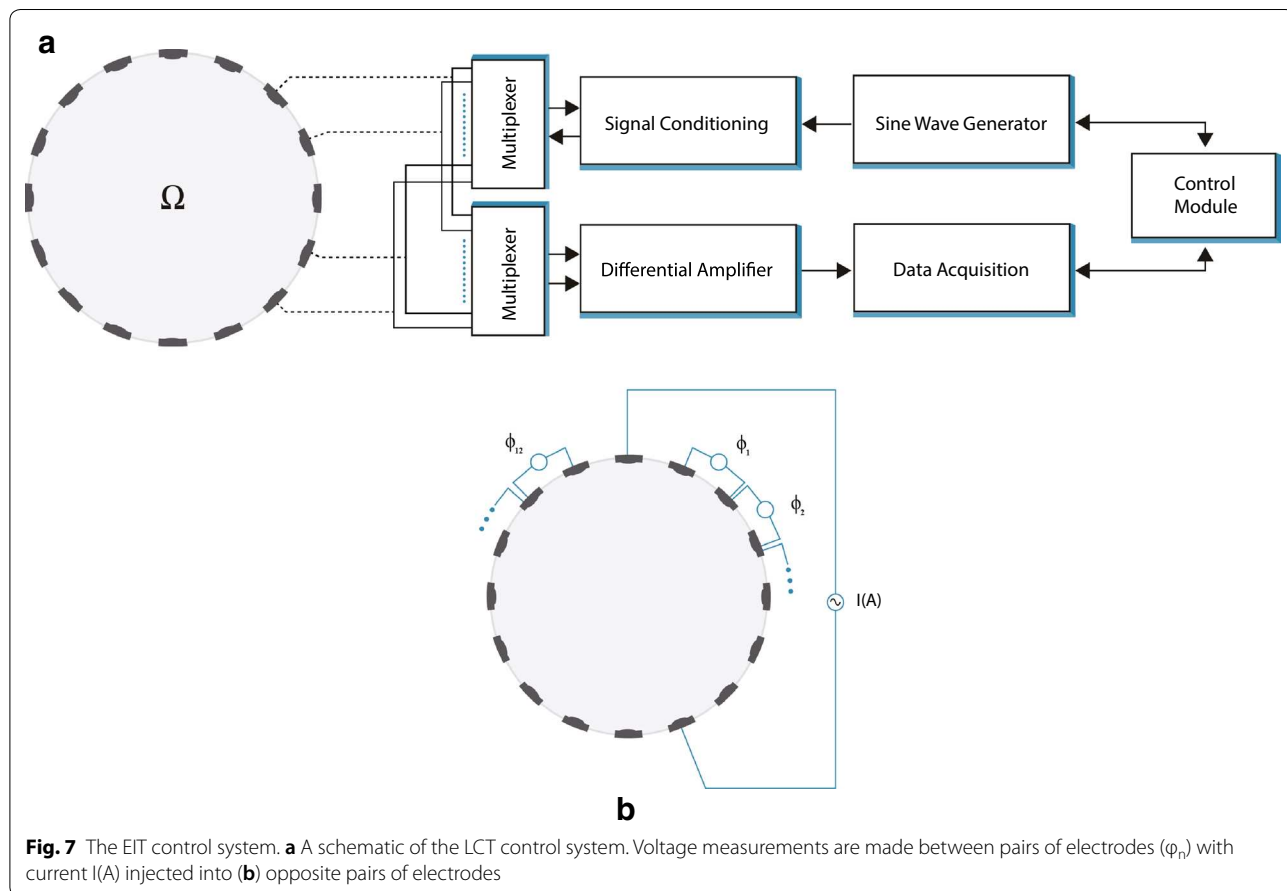 a
Ω
Multiplexer
Signal Conditioning
Sine Wave Generator
Control
Module
Multiplexer
Differential Amplifier
Data Acquisition
ϕ12
ϕ1
ϕ2
I(A)
b
Fig. 7 The EIT control system. a A schematic of the LCT control system. Voltage measurements are made between pairs of electrodes (φn) with
current I(A) injected into (b) opposite pairs of electrodes